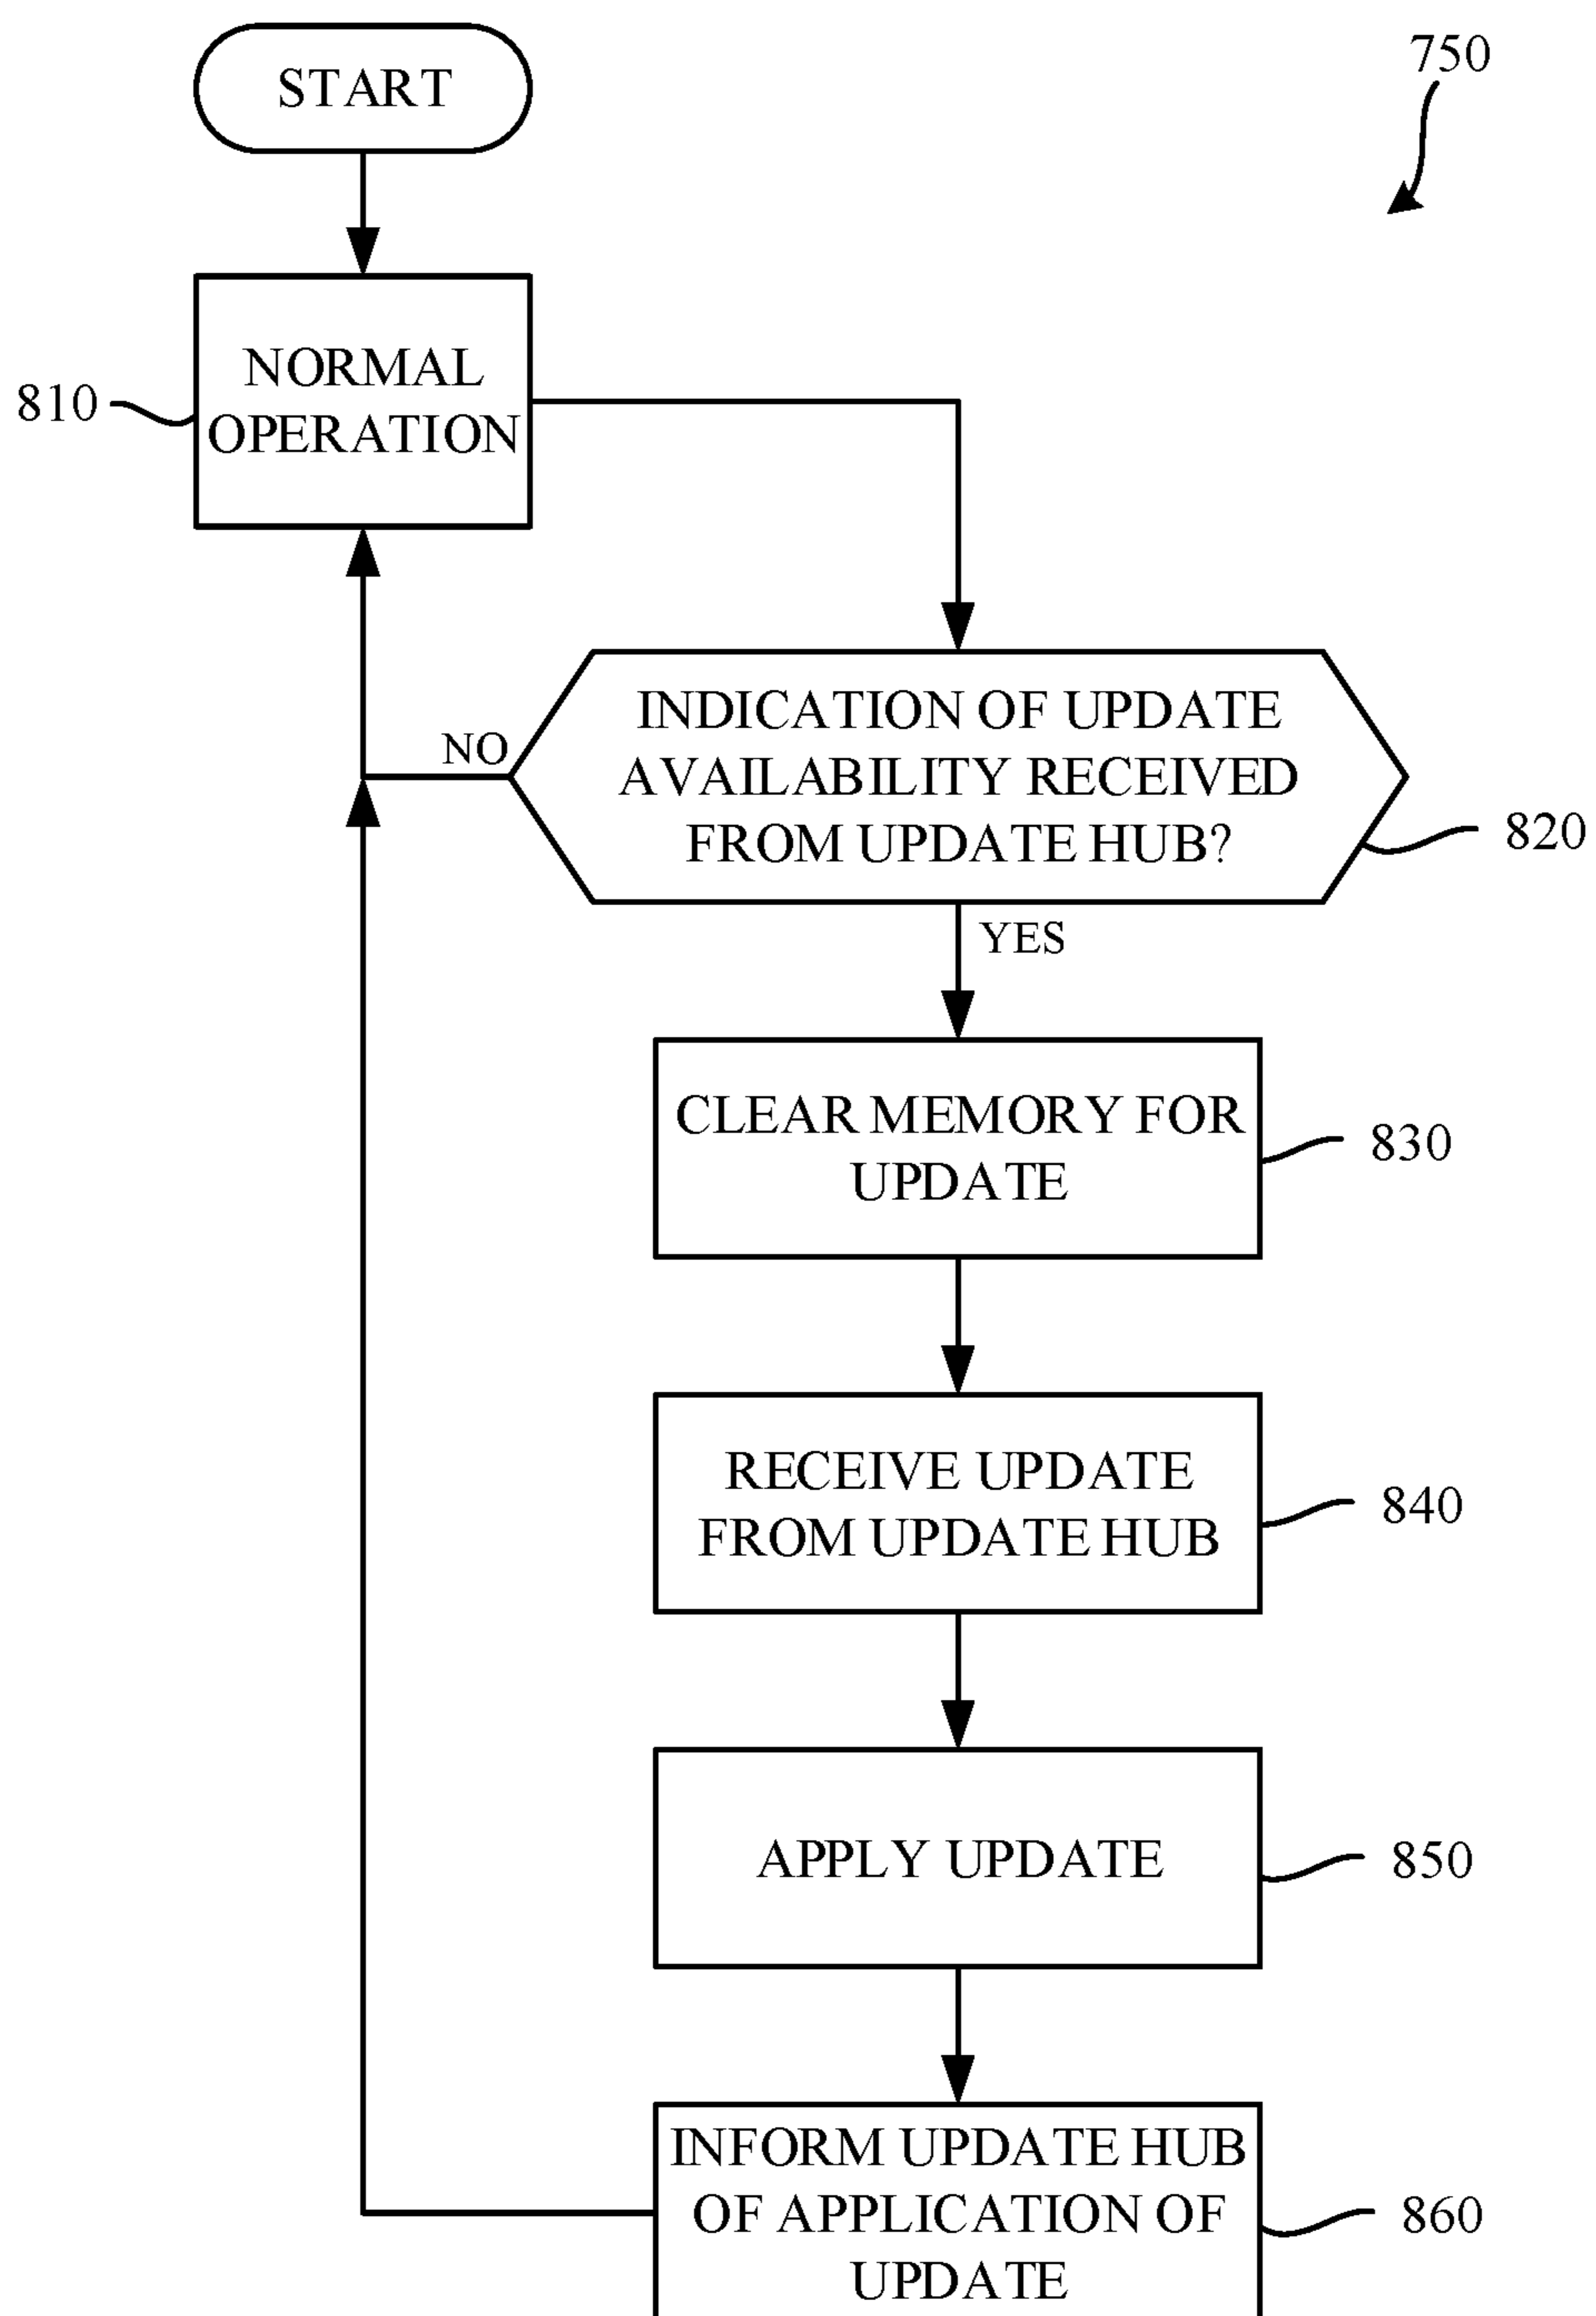 START
750
NORMAL
OPERATION
810
INDICATION OF UPDATE
AVAILABILITY RECEIVED
FROM UPDATE HUB?
NO
820
YES
CLEAR MEMORY FOR
UPDATE
830
RECEIVE UPDATE
FROM UPDATE HUB
840
APPLY UPDATE
850
INFORM UPDATE HUB
OF APPLICATION OF
UPDATE
860